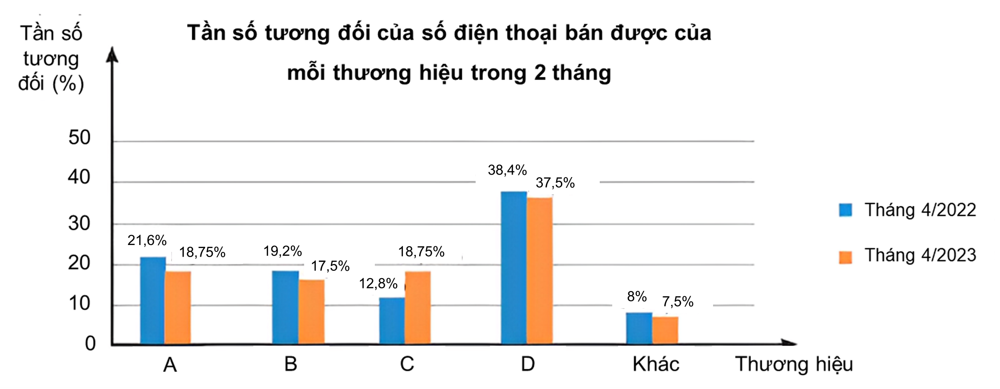 Tần số
tương
đối (%)
Tần số tương đối của số điện thoại bán được của
mỗi thương hiệu trong 2 tháng
50
40
30
20
10
0
21,6%
18,75%
19,2%
17,5%
12,8%
18,75%
38,4%
37,5%
8%
7,5%
A
B
C
D
Khác
Thương hiệu
Tháng 4/2022
Tháng 4/2023